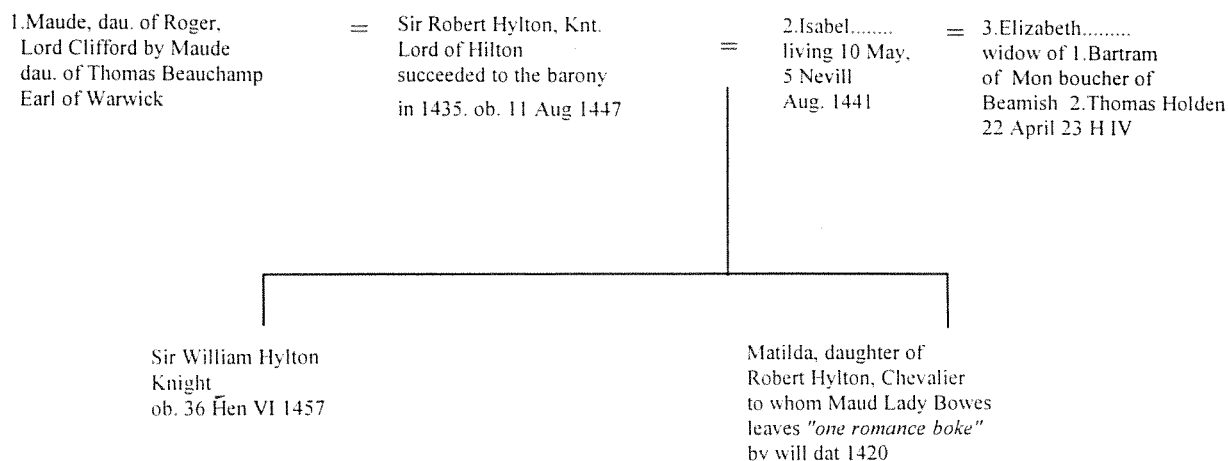 1.Maude, dau. of Roger,
Lord Clifford by Maude
dau. of Thomas Beauchamp
Earl of Warwick
=
Sir Robert Hylton, Knt.
Lord of Hilton
succeeded to the barony
in 1435. ob. 11 Aug 1447
=
2.Isabel........
living 10 May,
5 Nevill
Aug. 1441
=
3.Elizabeth.........
widow of 1.Bartram
of Mon boucher of
Beamish 2.Thomas Holden
22 April 23 H IV
Sir William Hylton
Knight
ob. 36 Hen VI 1457
Matilda, daughter of
Robert Hylton, Chevalier
to whom Maud Lady Bowes
leaves "one romance boke"
by will dat 1420